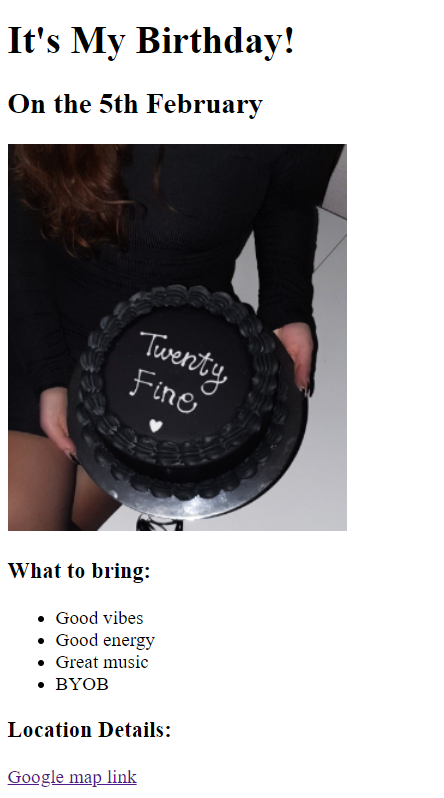 It's My Birthday!
On the 5th February
Twenty
Fine
What to bring:
Good vibes
Good energy
Great music
BYOB
Location Details:
Google map link